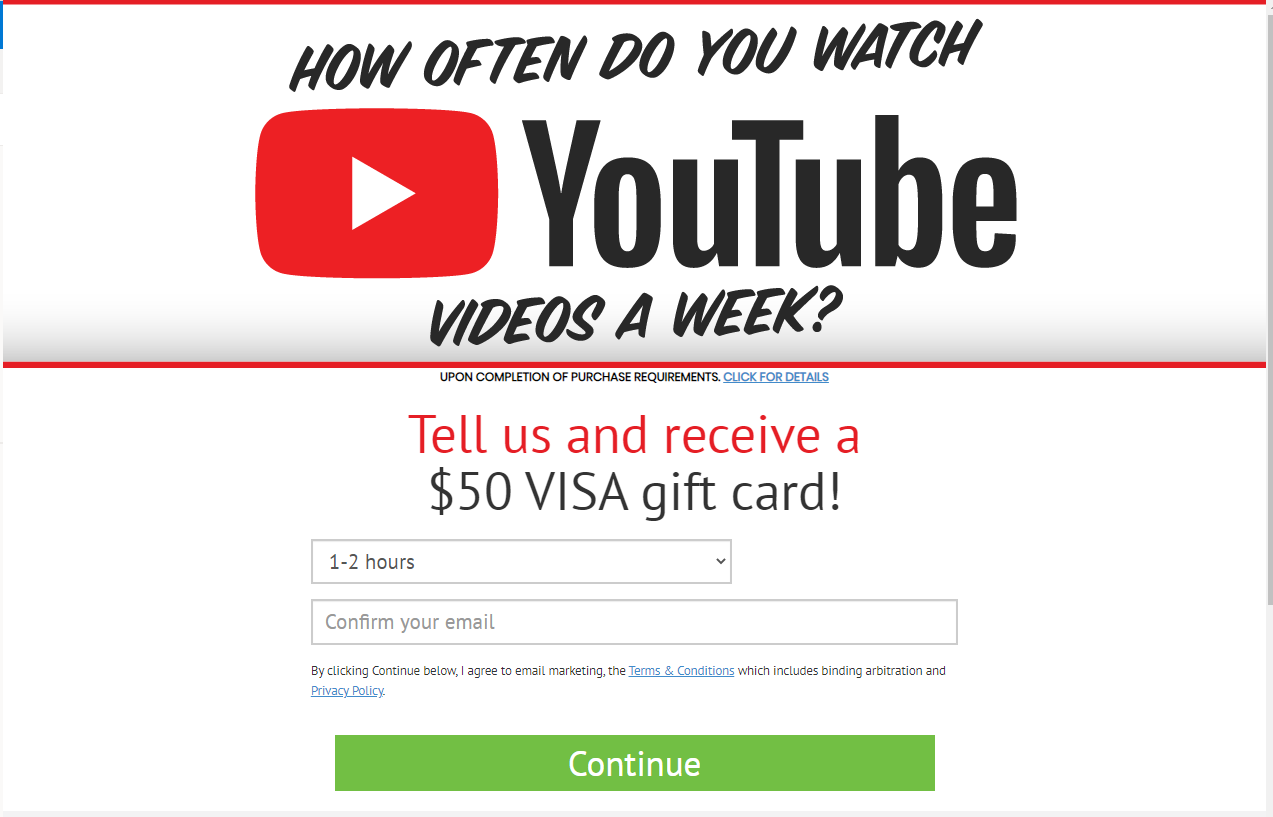 HOW OFTEN DO YOU WATCH
YouTube
VIDEOS A WEEK?
UPON COMPLETION OF PURCHASE REQUIREMENTS. CLICK FOR DETAILS
Tell us and receive a
$50 VISA gift card!
1-2 hours
Confirm your email
By clicking Continue below, I agree to email marketing, the Terms & Conditions which includes binding arbitration and
Privacy Policy.
Continue